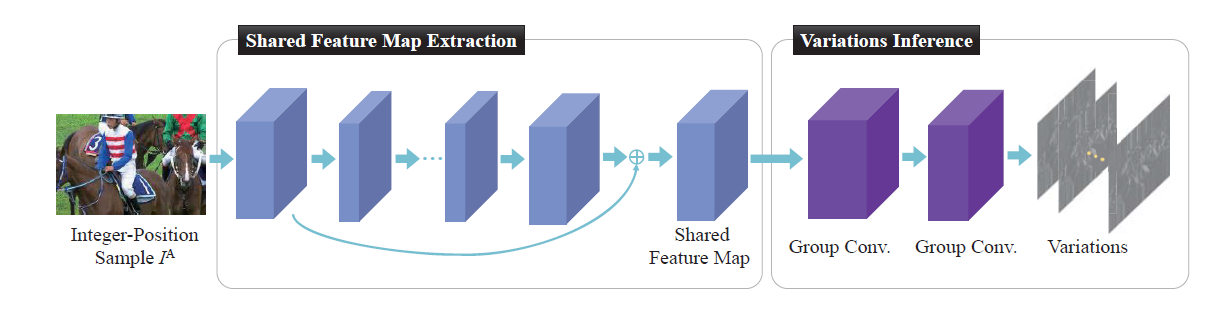 Shared Feature Map Extraction
Variations Inference
Integer-Position
Sample I^A
Shared
Feature Map
Group Conv.
Group Conv.
Variations